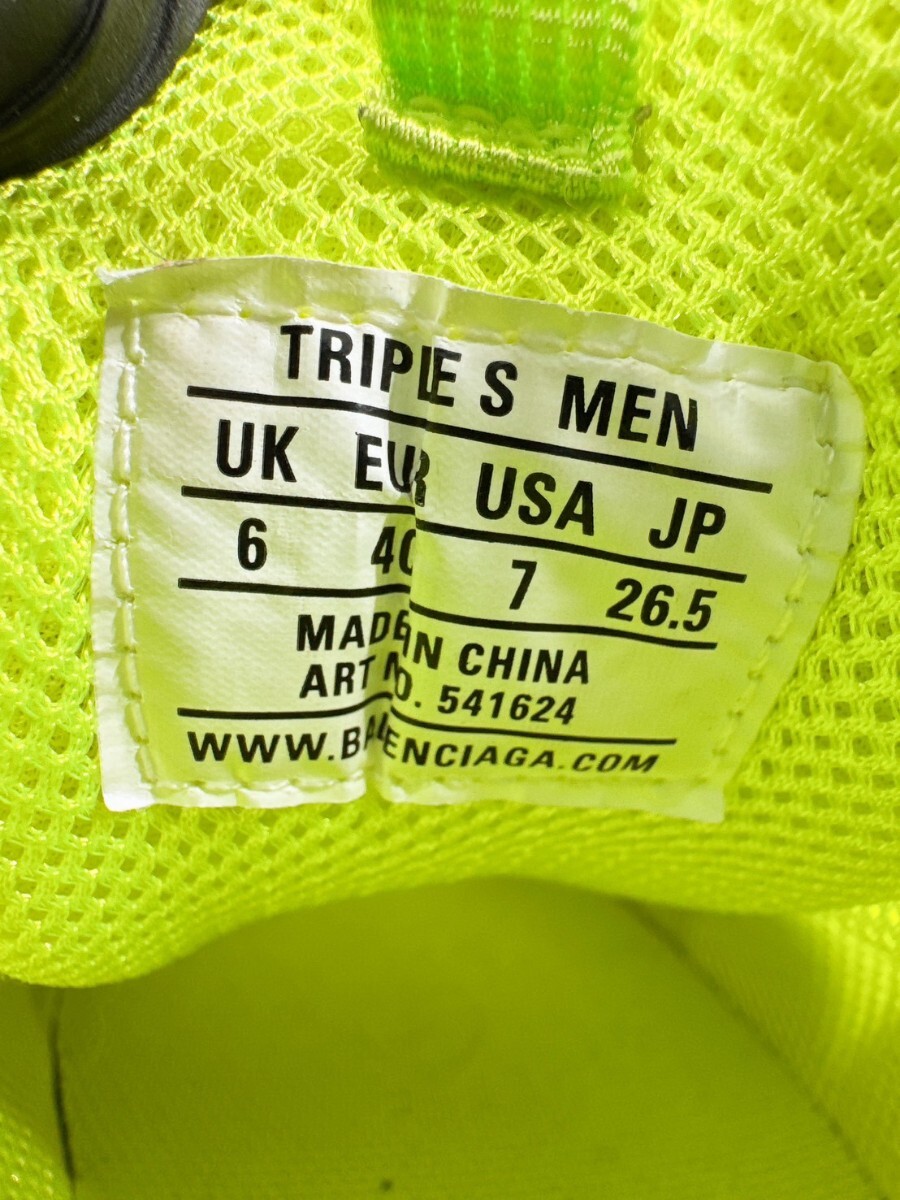 TRIPLE S MEN
UK EUR USA JP
6 40 7 26.5
MADE IN CHINA
ART NO. 541624
WWW.BALENCIAGA.COM